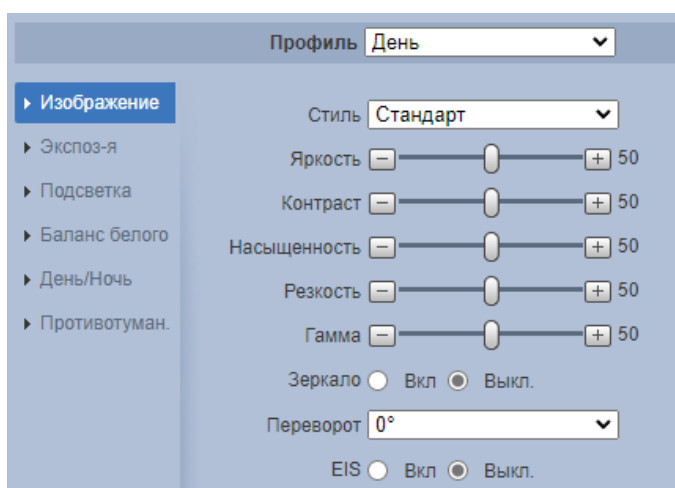 Профиль День
Изображение
Экспоз-я
Подсветка
Баланс белого
День/Ночь
Противотуман.
Стиль Стандарт
Яркость 50
Контраст 50
Насыщенность 50
Резкость 50
Гамма 50
Зеркало Вкл Выкл.
Переворот 0°
EIS Вкл Выкл.